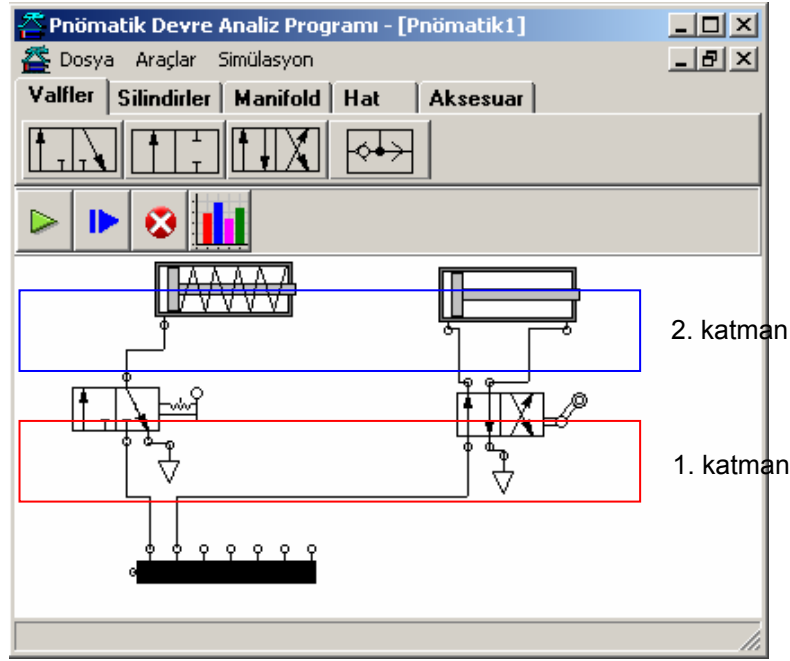 Pnömatik Devre Analiz Programı - [Pnömatik1]
Dosya Araçlar Simülasyon
Valfler Silindirler Manifold Hat Aksesuar
2. katman
1. katman